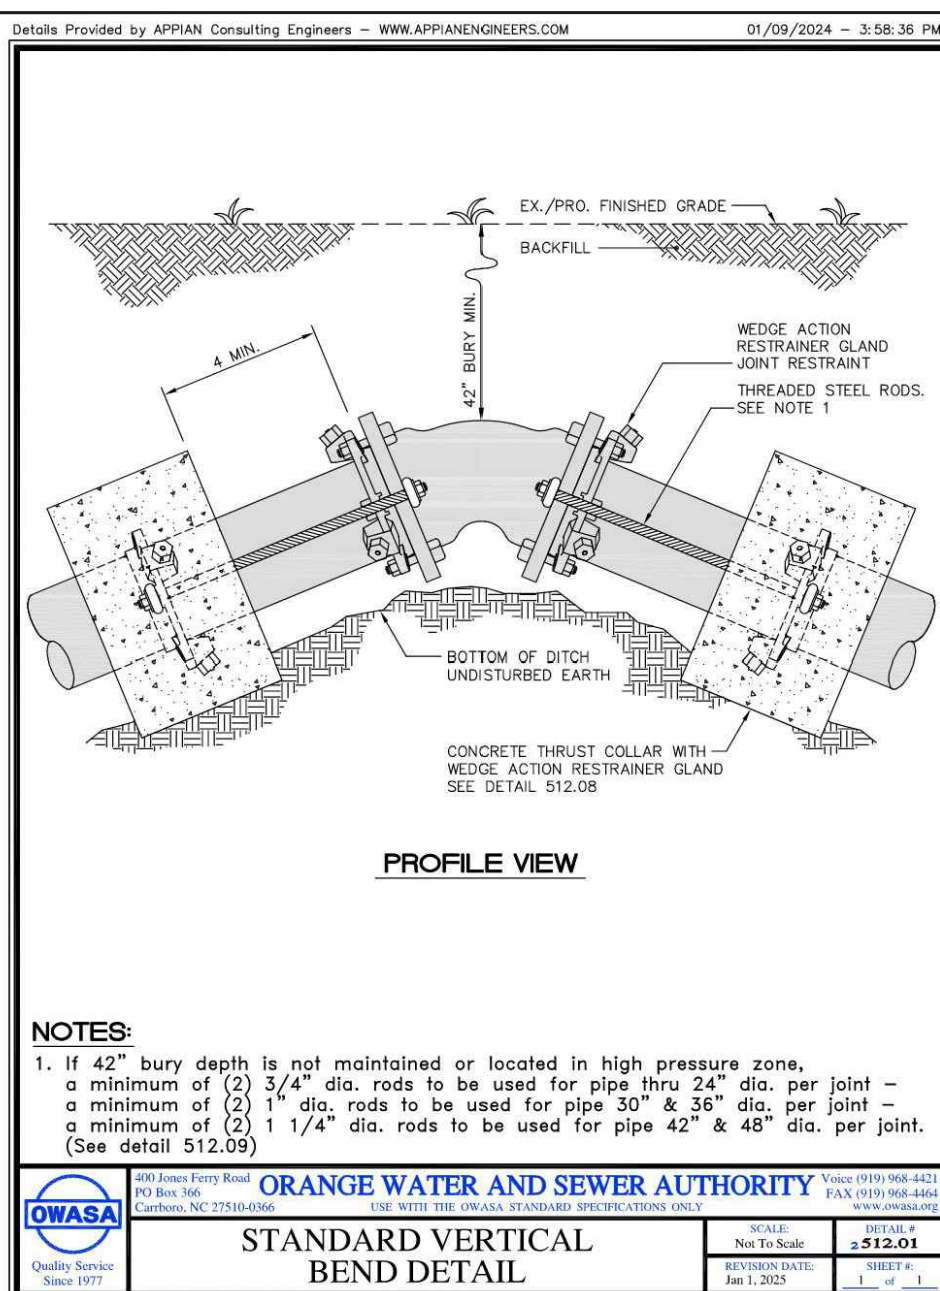 Details Provided by APPIAN Consulting Engineers – WWW.APPIANENGINEERS.COM
01/09/2024 – 3:58:36 PM
EX./PRO. FINISHED GRADE
BACKFILL
42" BURY MIN.
4 MIN.
WEDGE ACTION
RESTRAINER GLAND
JOINT RESTRAINT
THREADED STEEL RODS.
SEE NOTE 1
BOTTOM OF DITCH
UNDISTURBED EARTH
CONCRETE THRUST COLLAR WITH
WEDGE ACTION RESTRAINER GLAND
SEE DETAIL 512.08
PROFILE VIEW
NOTES:
1. If 42" bury depth is not maintained or located in high pressure zone,
a minimum of (2) 3/4" dia. rods to be used for pipe thru 24" dia. per joint –
a minimum of (2) 1" dia. rods to be used for pipe 30" & 36" dia. per joint –
a minimum of (2) 1 1/4" dia. rods to be used for pipe 42" & 48" dia. per joint.
(See detail 512.09)
OWASA
Quality Service
Since 1977
400 Jones Ferry Road
PO Box 366
Carrboro, NC 27510-0366
ORANGE WATER AND SEWER AUTHORITY
USE WITH THE OWASA STANDARD SPECIFICATIONS ONLY
Voice (919) 968-4421
FAX (919) 968-4464
www.owasa.org
STANDARD VERTICAL
BEND DETAIL
SCALE:
Not To Scale
REVISION DATE:
Jan 1, 2025
DETAIL #
2 512.01
SHEET #:
1 of 1